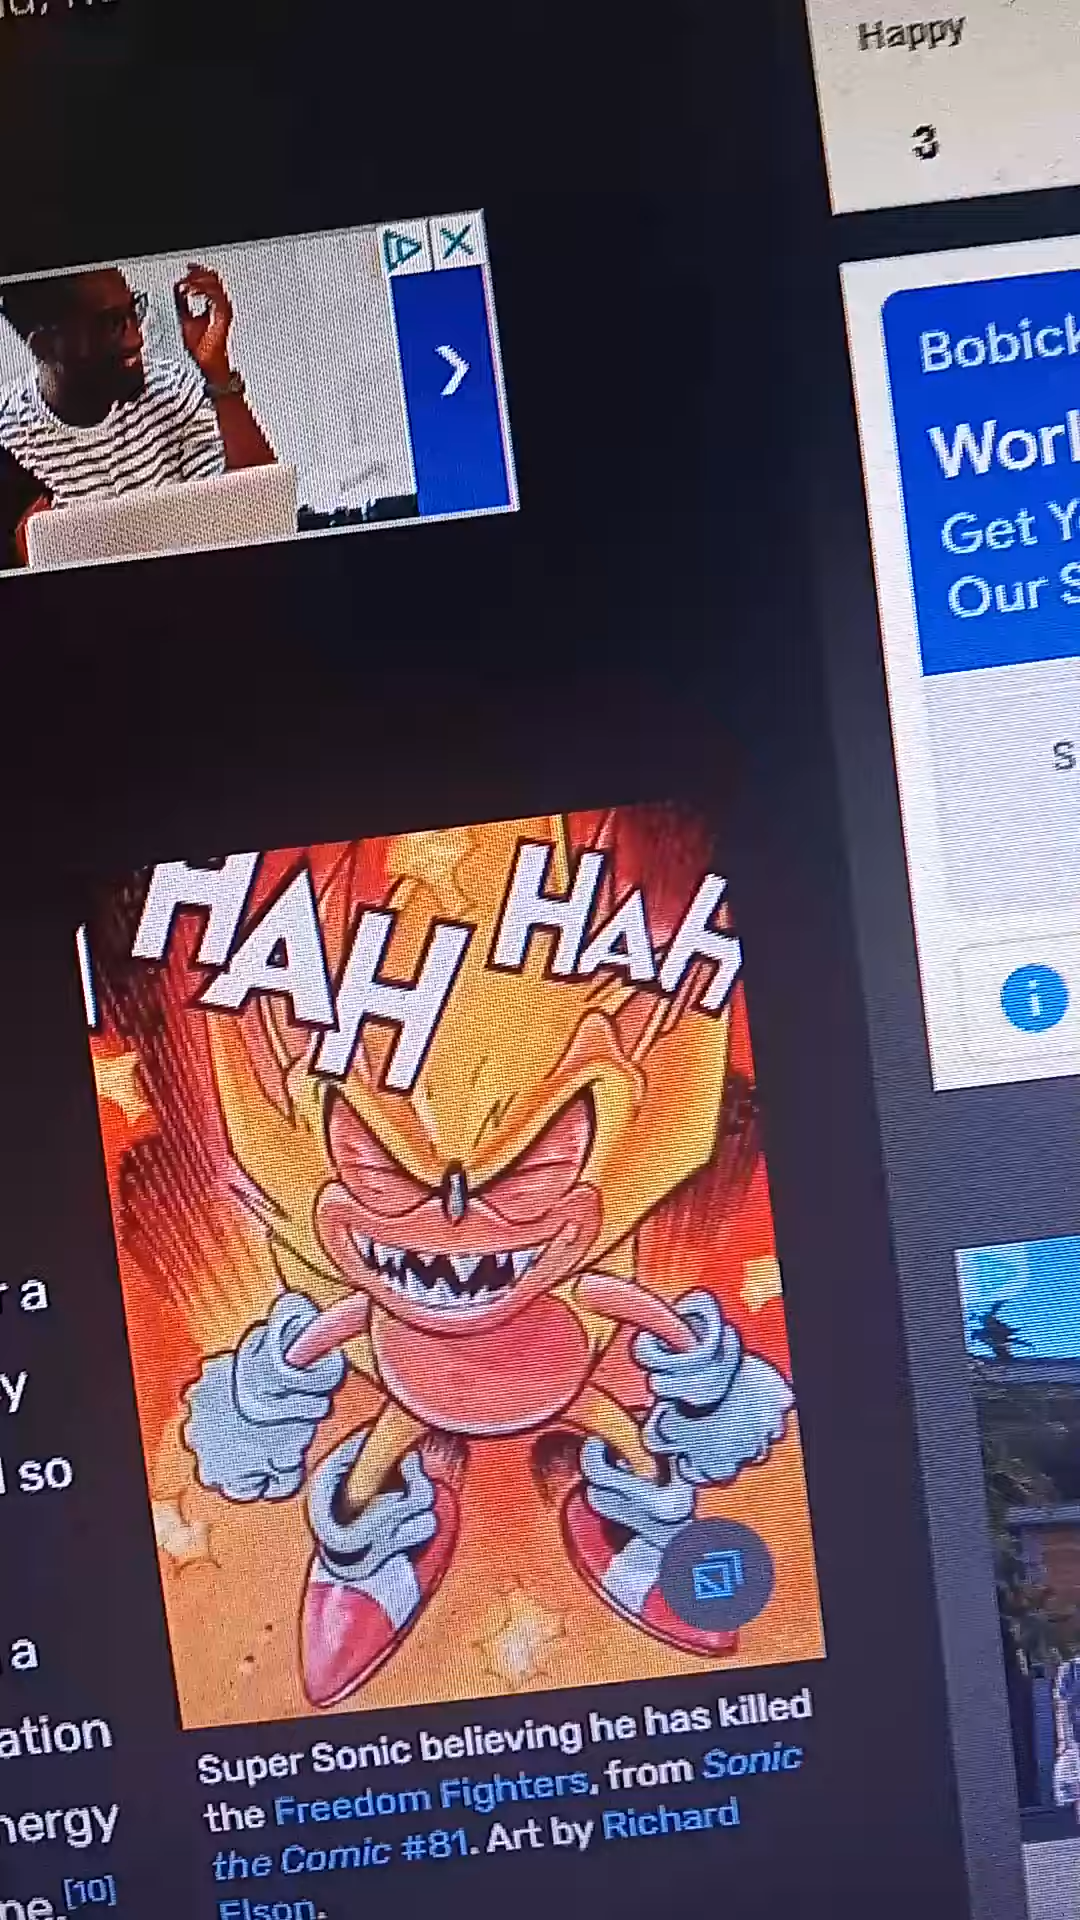 Happy
3
Bobick
Worl
Get Y
Our S
S
HAH HAH
r a
y
so
a
ation
nergy
ne.[10]
Super Sonic believing he has killed
the Freedom Fighters, from Sonic
the Comic #81. Art by Richard
Elson.